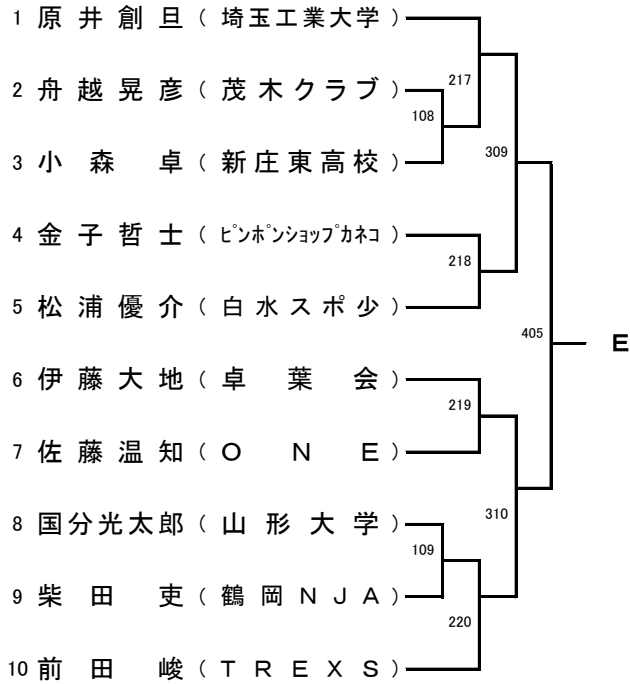 1 原井創旦 (埼玉工業大学)
217
2 舟越晃彦 (茂木クラブ)
108
309
3 小森 卓 (新庄東高校)
4 金子哲士 (ﾋﾟﾝﾎﾟﾝｼｮｯﾌﾟｶﾈｺ)
218
5 松浦優介 (白水スポ少)
405
E
6 伊藤大地 (卓葉会)
219
7 佐藤温知 (ONE)
310
8 国分光太郎 (山形大学)
109
9 柴田 吏 (鶴岡NJA)
220
10 前田 峻 (TREXS)